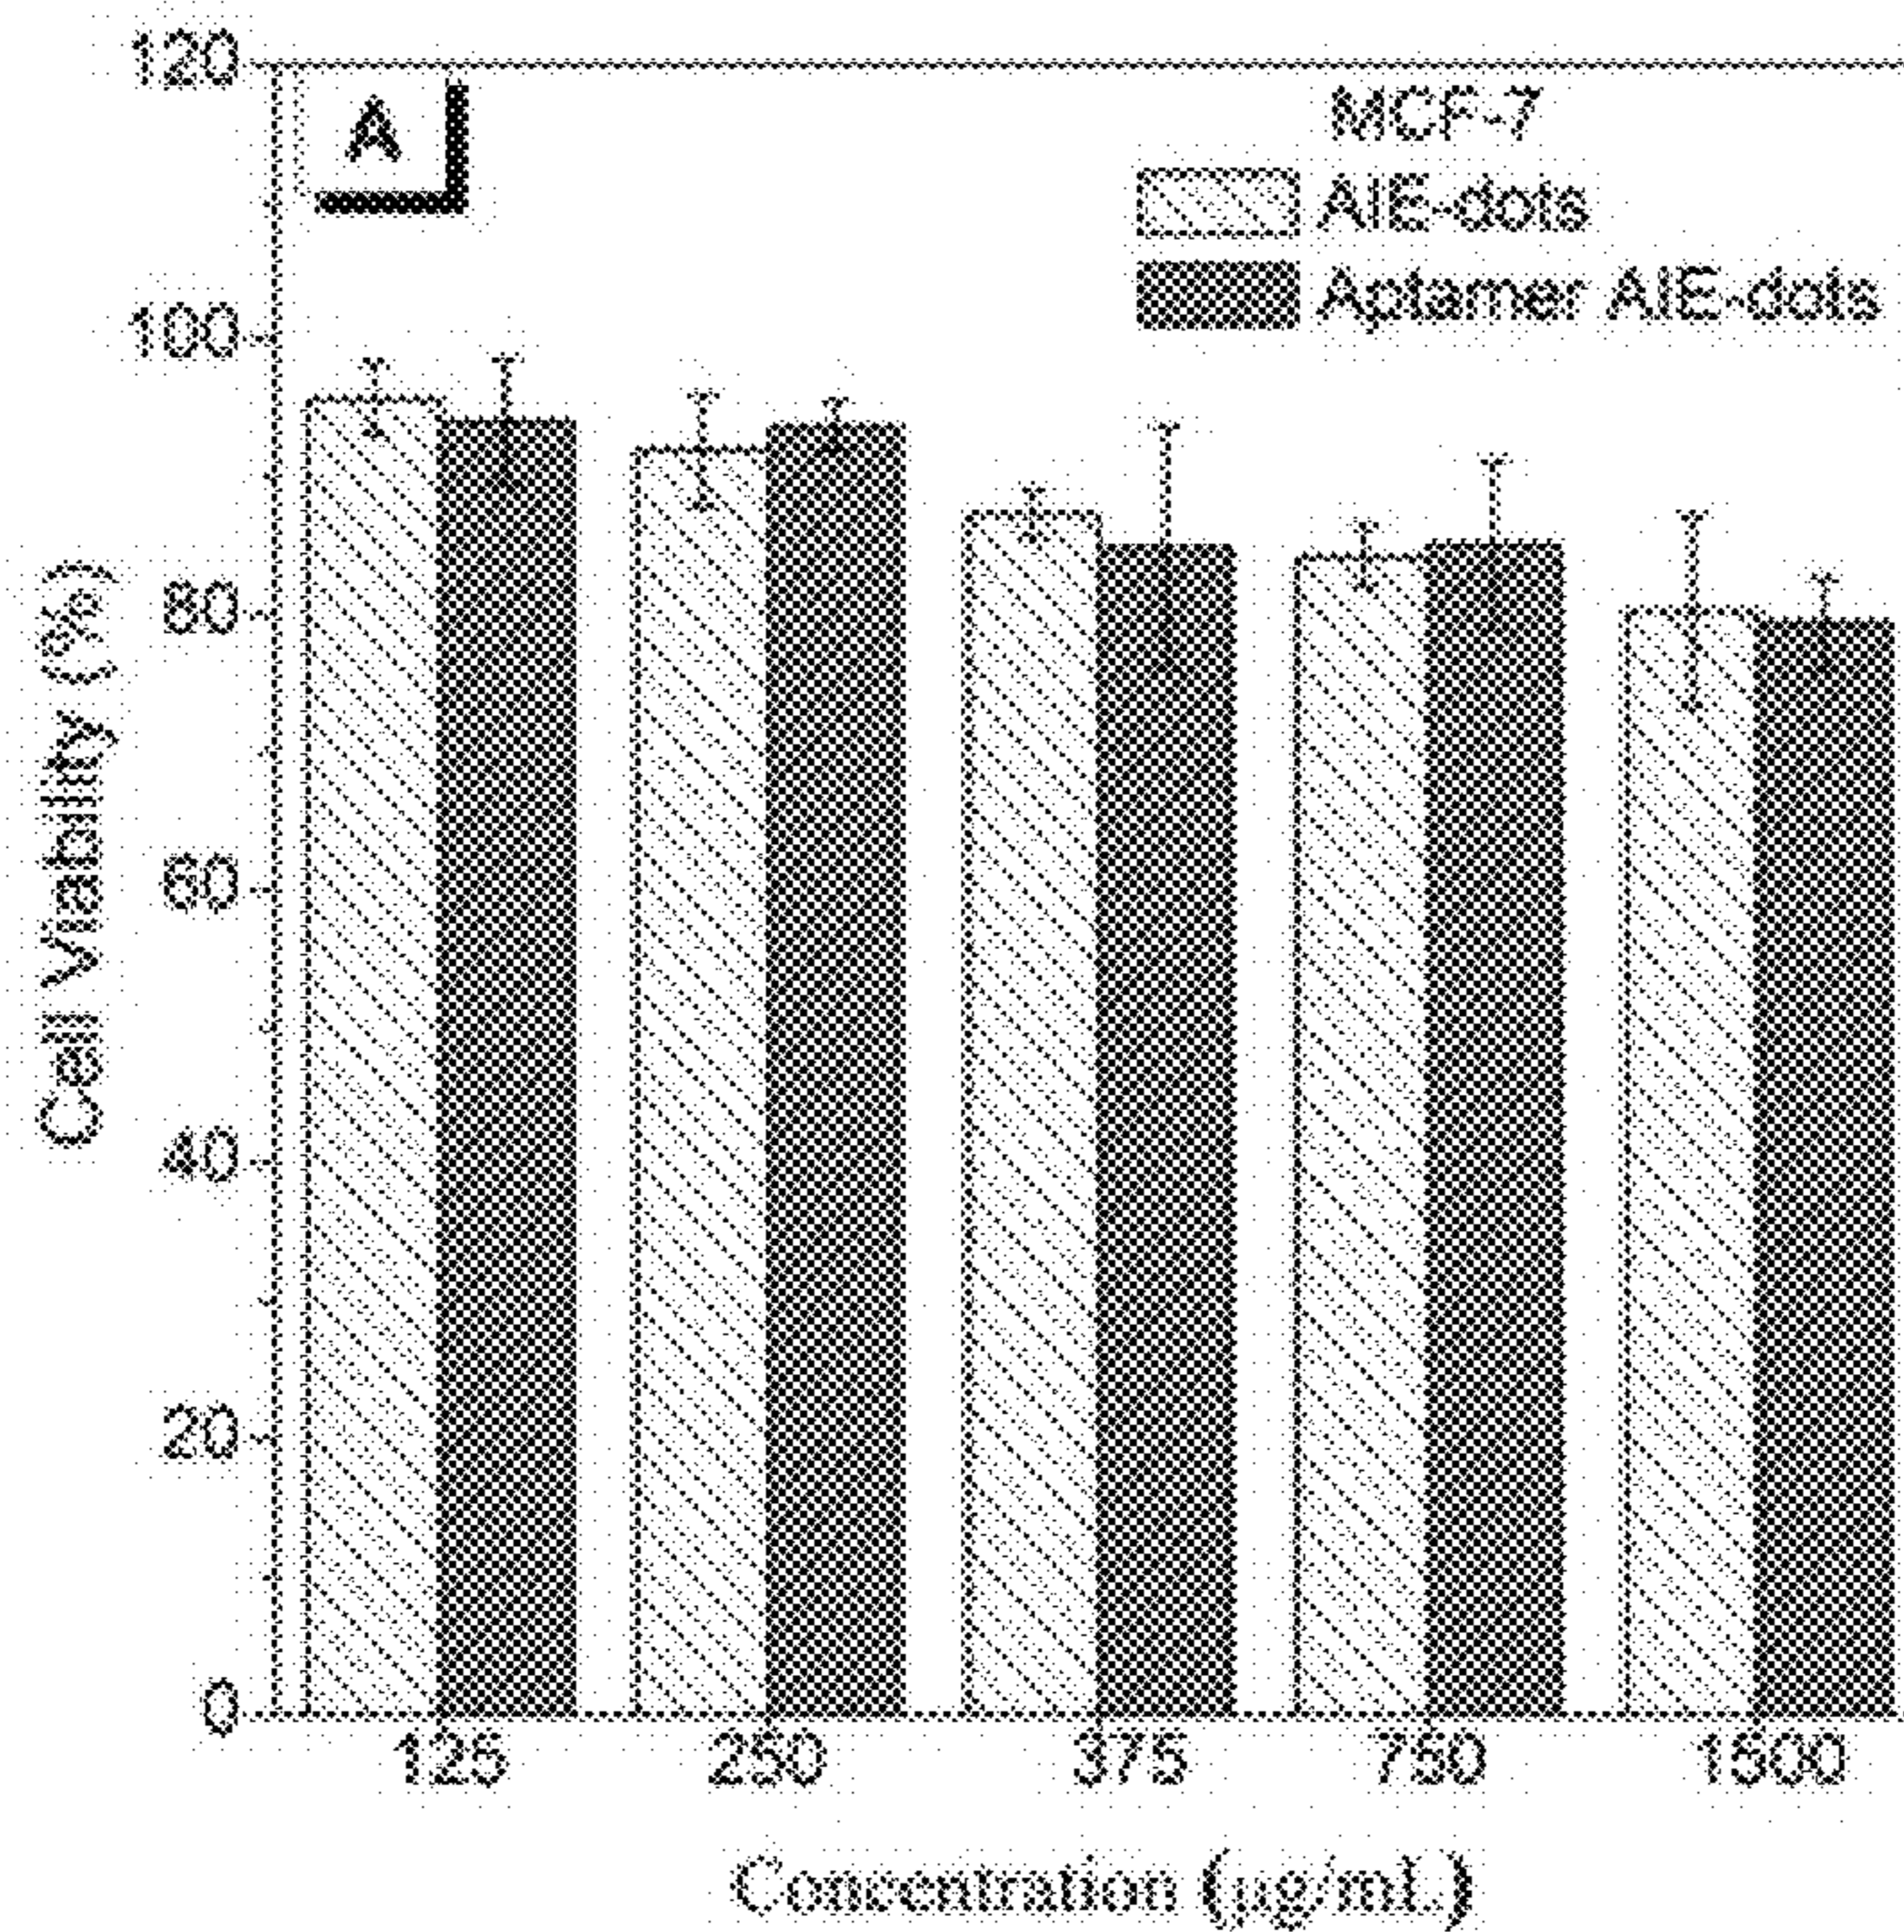 120
A
MCF-7
AIE-dots
Aptamer AIE-dots
100
80
60
40
20
0
Cell Viability (%)
125 250 375 750 1500
Concentration (μg/mL)